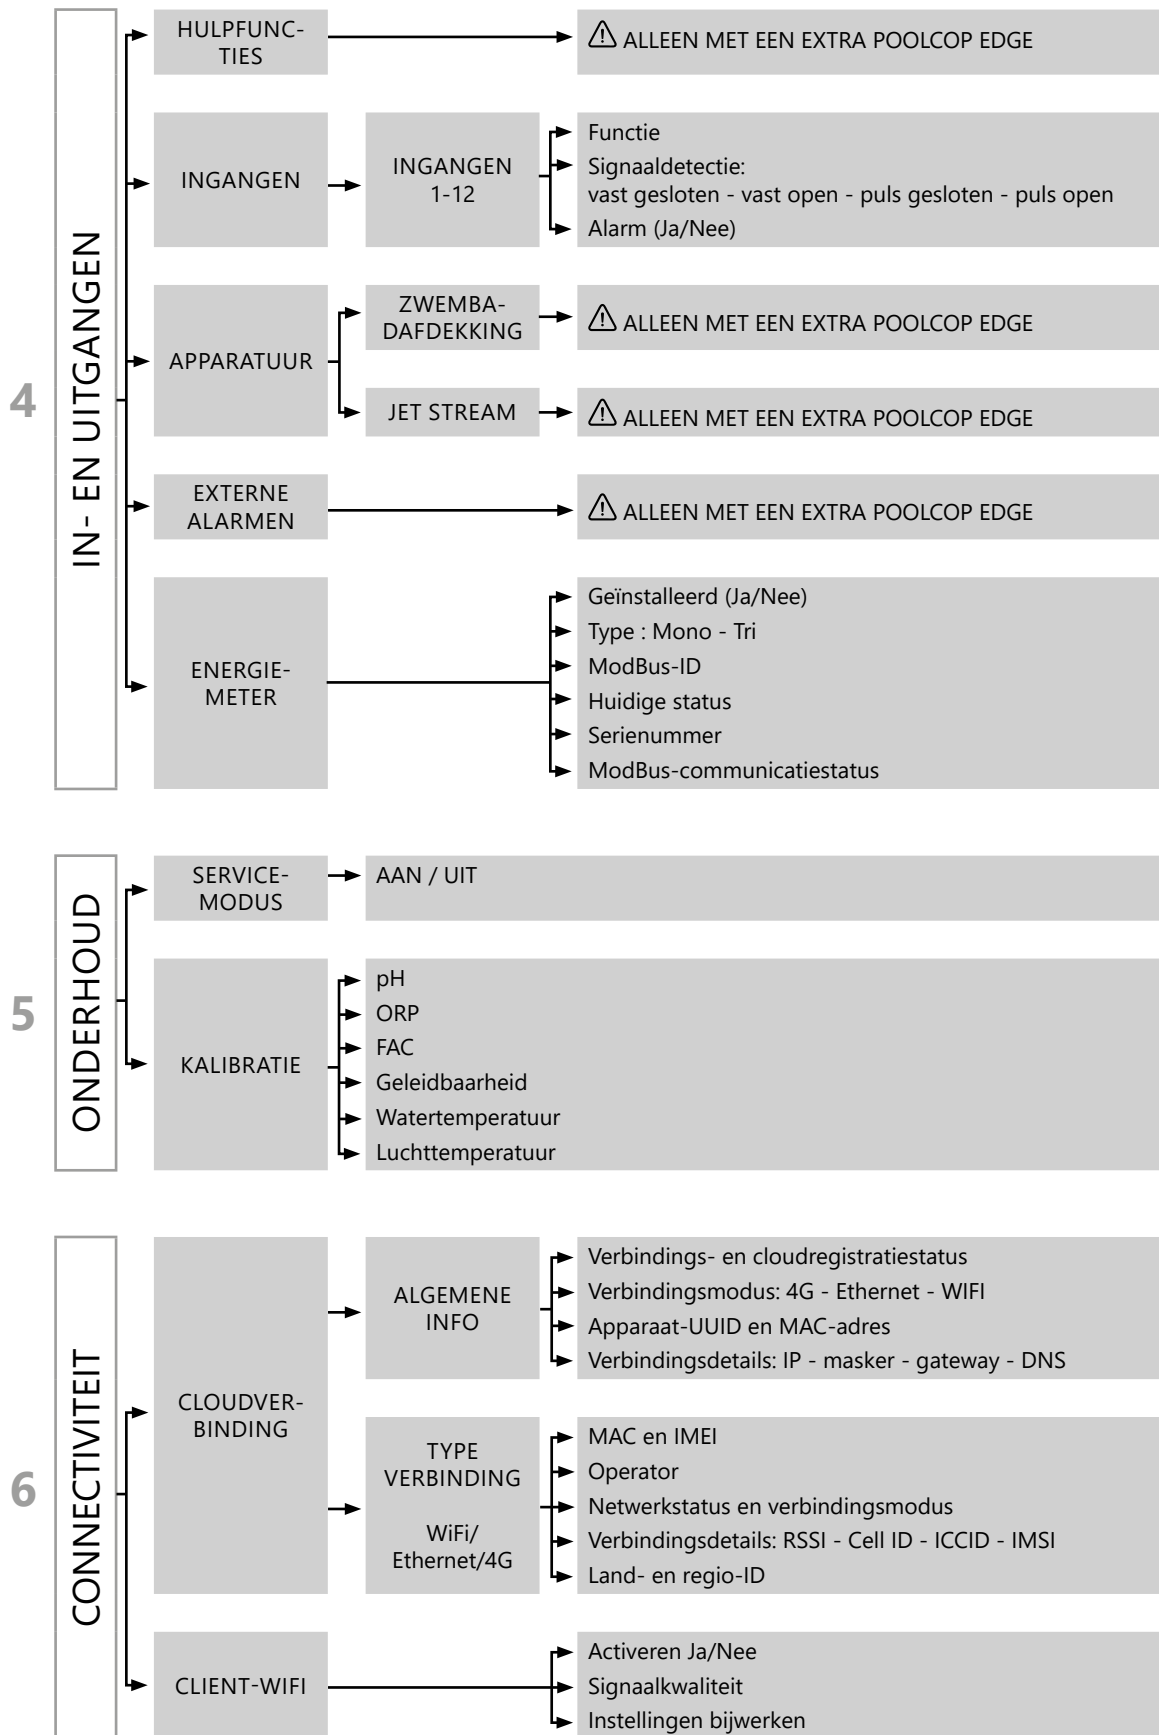 4
IN- EN UITGANGEN
HULPFUNC-
TIES
⚠ ALLEEN MET EEN EXTRA POOLCOP EDGE
INGANGEN
INGANGEN
1-12
Functie
Signaaldetectie:
vast gesloten - vast open - puls gesloten - puls open
Alarm (Ja/Nee)
APPARATUUR
ZWEMBA-
DAFDEKKING
⚠ ALLEEN MET EEN EXTRA POOLCOP EDGE
JET STREAM
⚠ ALLEEN MET EEN EXTRA POOLCOP EDGE
EXTERNE
ALARMEN
⚠ ALLEEN MET EEN EXTRA POOLCOP EDGE
ENERGIE-
METER
Geïnstalleerd (Ja/Nee)
Type : Mono - Tri
ModBus-ID
Huidige status
Serienummer
ModBus-communicatiestatus
5
ONDERHOUD
SERVICE-
MODUS
AAN / UIT
KALIBRATIE
pH
ORP
FAC
Geleidbaarheid
Watertemperatuur
Luchttemperatuur
6
CONNECTIVITEIT
CLOUDVER-
BINDING
ALGEMENE
INFO
Verbindings- en cloudregistratiestatus
Verbindingsmodus: 4G - Ethernet - WIFI
Apparaat-UUID en MAC-adres
Verbindingsdetails: IP - masker - gateway - DNS
TYPE
VERBINDING
WiFi/
Ethernet/4G
MAC en IMEI
Operator
Netwerkstatus en verbindingsmodus
Verbindingsdetails: RSSI - Cell ID - ICCID - IMSI
Land- en regio-ID
CLIENT-WIFI
Activeren Ja/Nee
Signaalkwaliteit
Instellingen bijwerken